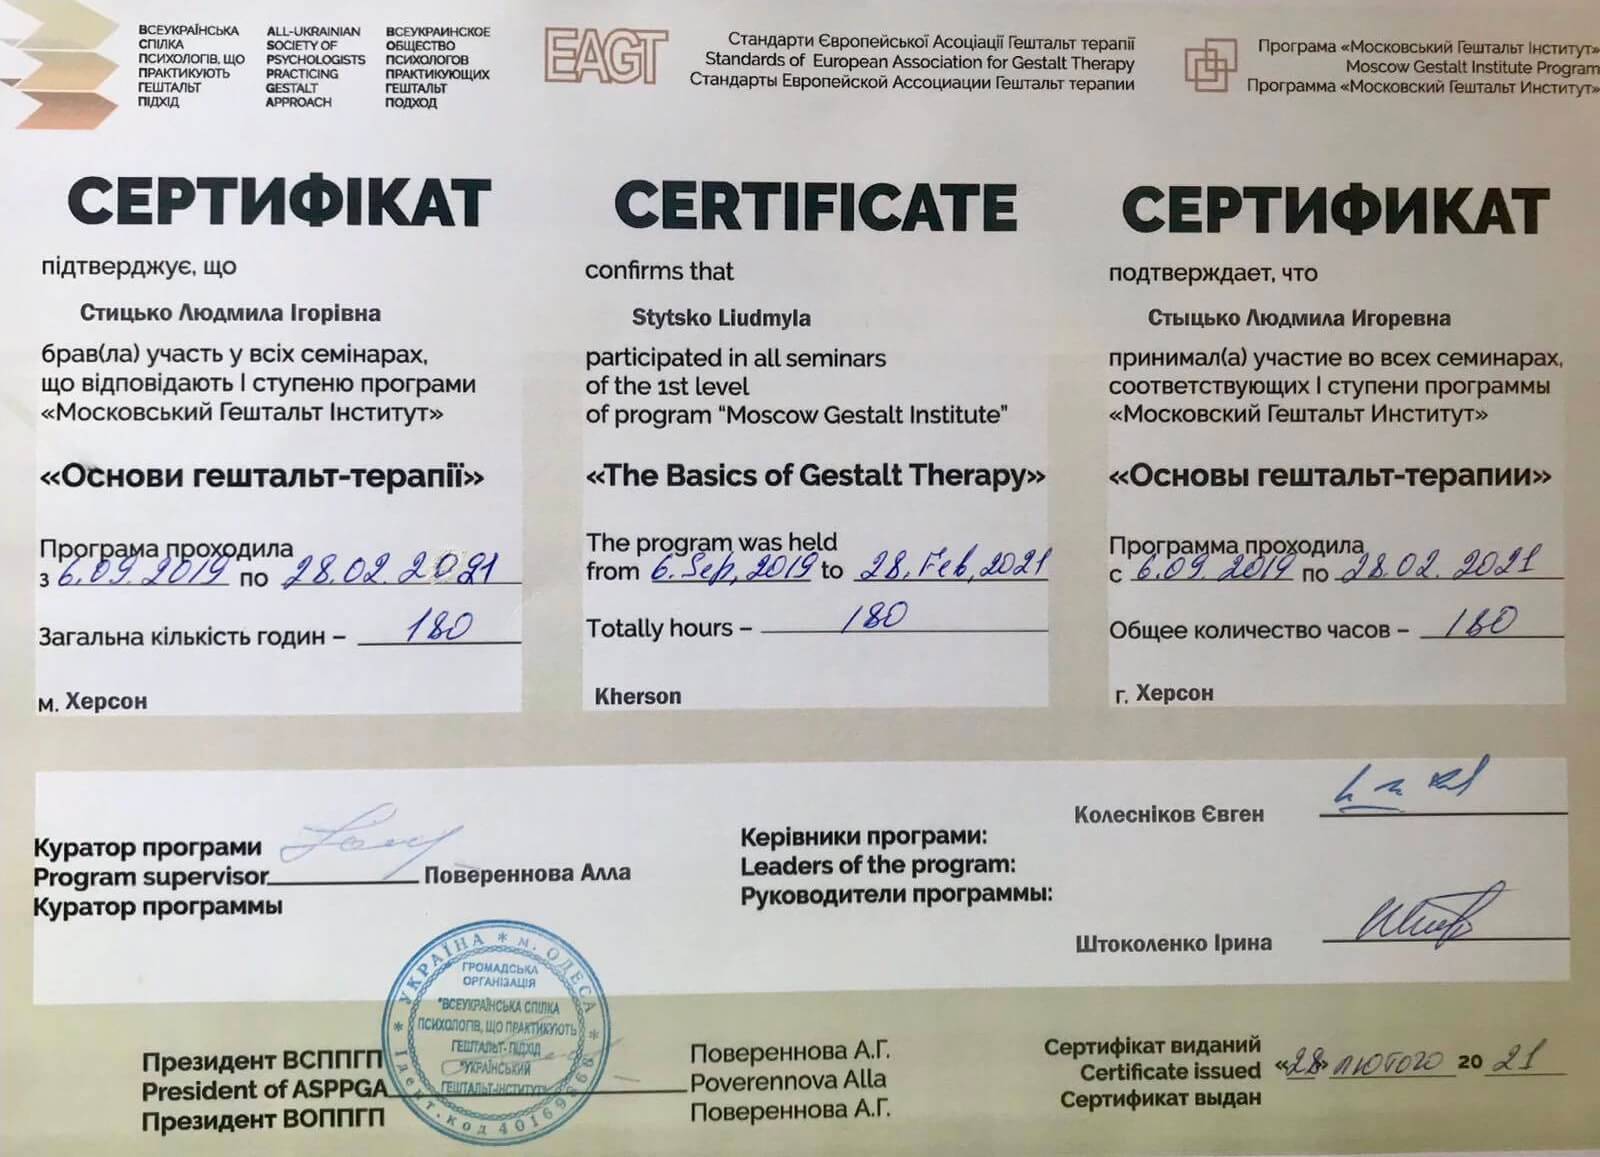 ВСЕУКРАЇНСЬКА
СПІЛКА
ПСИХОЛОГІВ, ЩО
ПРАКТИКУЮТЬ
ГЕШТАЛЬТ
ПІДХІД
ALL-UKRAINIAN
SOCIETY OF
PSYCHOLOGISTS
PRACTICING
GESTALT
APPROACH
ВСЕУКРАИНСКОЕ
ОБЩЕСТВО
ПСИХОЛОГОВ
ПРАКТИКУЮЩИХ
ГЕШТАЛЬТ
ПОДХОД
EAGT
Стандарти Європейської Асоціації Гештальт терапії
Standards of European Association for Gestalt Therapy
Стандарты Европейской Ассоциации Гештальт терапии
Програма «Московський Гештальт Інститут»
Moscow Gestalt Institute Program
Программа «Московский Гештальт Институт»
СЕРТИФІКАТ
підтверджує, що
Стицько Людмила Ігорівна
брав(ла) участь у всіх семінарах,
що відповідають І ступеню програми
«Московський Гештальт Інститут»
«Основи гештальт-терапії»
Програма проходила
з 6.09.2019 по 28.02.2021
Загальна кількість годин – 180
м. Херсон
CERTIFICATE
confirms that
Stytsko Liudmyla
participated in all seminars
of the 1st level
of program “Moscow Gestalt Institute”
«The Basics of Gestalt Therapy»
The program was held
from 6. Sep, 2019 to 28, Feb, 2021
Totally hours – 180
Kherson
СЕРТИФИКАТ
подтверждает, что
Стыцько Людмила Игоревна
принимал(а) участие во всех семинарах,
соответствующих І ступени программы
«Московский Гештальт Институт»
«Основы гештальт-терапии»
Программа проходила
с 6.09.2019 по 28.02.2021
Общее количество часов – 180
г. Херсон
Куратор програми
Program supervisor Повереннова Алла
Куратор программы
Керівники програми:
Leaders of the program:
Руководители программы:
Колесніков Євген
Штоколенко Ірина
УКРАЇНА * м. ОДЕСА *
ГРОМАДСЬКА
ОРГАНІЗАЦІЯ
"ВСЕУКРАЇНСЬКА СПІЛКА
ПСИХОЛОГІВ, ЩО ПРАКТИКУЮТЬ
ГЕШТАЛЬТ-ПІДХІД
"УКРАЇНСЬКИЙ
ГЕШТАЛЬТ-ІНСТИТУТ"
Ідент. код
Президент ВСППГП Повереннова А.Г.
President of ASPPGA Poverennova Alla
Президент ВОППГП Повереннова А.Г.
Сертифікат виданий
Certificate issued «28» лютого 2021
Сертификат выдан